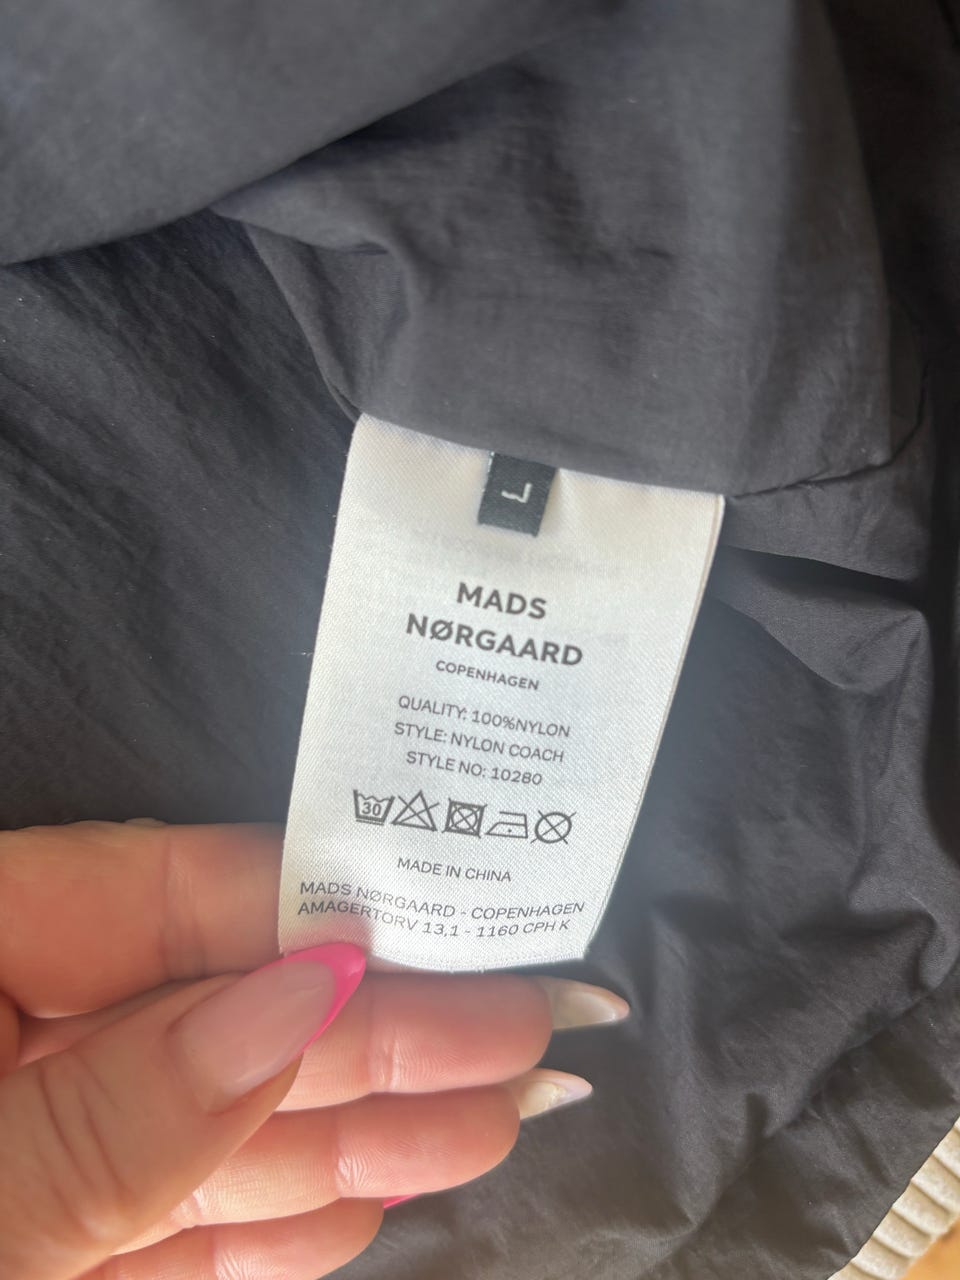 L
MADS
NØRGAARD
COPENHAGEN
QUALITY: 100%NYLON
STYLE: NYLON COACH
STYLE NO: 10280
30
MADE IN CHINA
MADS NØRGAARD - COPENHAGEN
AMAGERTORV 13,1 - 1160 CPH K